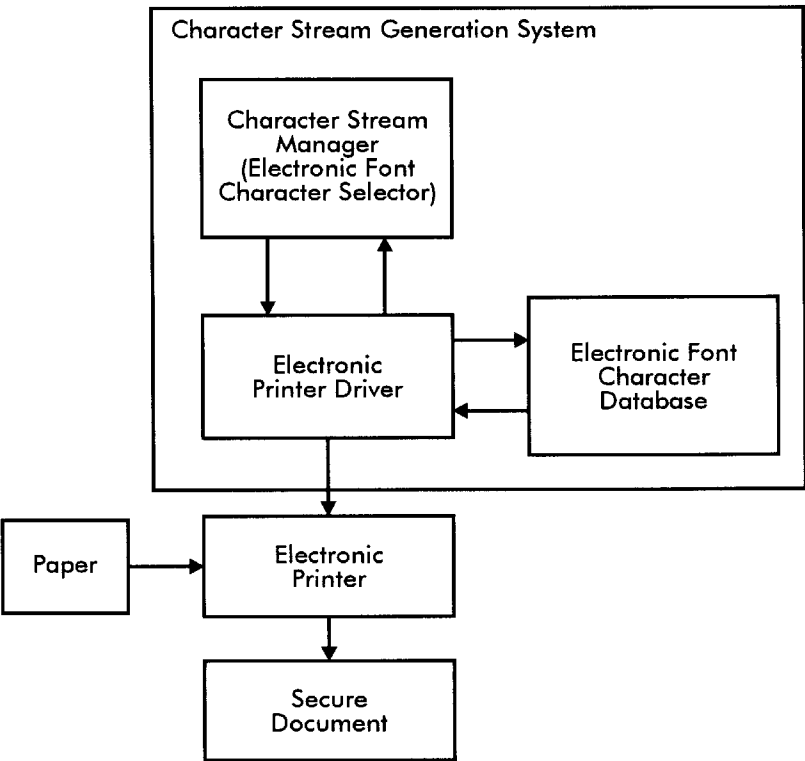 Character Stream Generation System
Character Stream
Manager
(Electronic Font
Character Selector)
Electronic
Printer Driver
Electronic Font
Character
Database
Paper
Electronic
Printer
Secure
Document